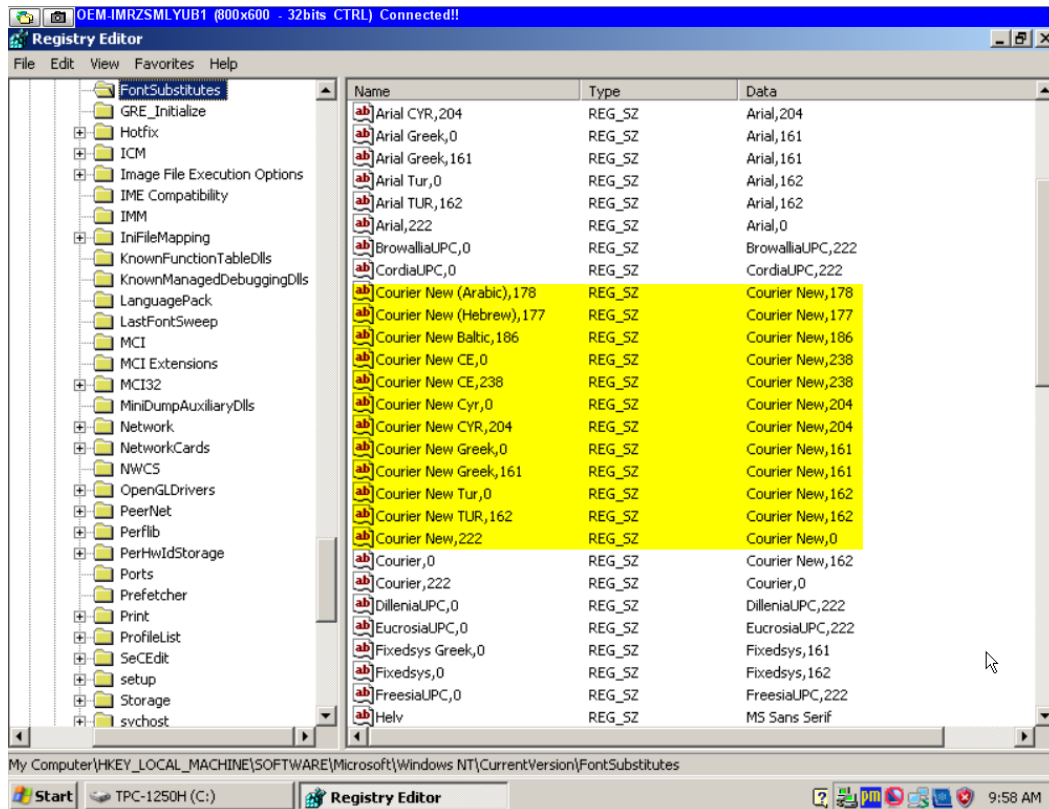 OEM-IMRZSMLYUB1 (800x600 - 32bits CTRL) Connected!!
Registry Editor
File Edit View Favorites Help
FontSubstitutes
GRE_Initialize
Hotfix
ICM
Image File Execution Options
IME Compatibility
IMM
IniFileMapping
KnownFunctionTableDlls
KnownManagedDebuggingDlls
LanguagePack
LastFontSweep
MCI
MCI Extensions
MCI32
MiniDumpAuxiliaryDlls
Network
NetworkCards
NWCS
OpenGLDrivers
PeerNet
Perflib
PerHwIdStorage
Ports
Prefetcher
Print
ProfileList
SeCEdit
setup
Storage
svchost
Name Type Data
Arial CYR,204 REG_SZ Arial,204
Arial Greek,0 REG_SZ Arial,161
Arial Greek,161 REG_SZ Arial,161
Arial Tur,0 REG_SZ Arial,162
Arial TUR,162 REG_SZ Arial,162
Arial,222 REG_SZ Arial,0
BrowalliaUPC,0 REG_SZ BrowalliaUPC,222
CordiaUPC,0 REG_SZ CordiaUPC,222
Courier New (Arabic),178 REG_SZ Courier New,178
Courier New (Hebrew),177 REG_SZ Courier New,177
Courier New Baltic,186 REG_SZ Courier New,186
Courier New CE,0 REG_SZ Courier New,238
Courier New CE,238 REG_SZ Courier New,238
Courier New Cyr,0 REG_SZ Courier New,204
Courier New CYR,204 REG_SZ Courier New,204
Courier New Greek,0 REG_SZ Courier New,161
Courier New Greek,161 REG_SZ Courier New,161
Courier New Tur,0 REG_SZ Courier New,162
Courier New TUR,162 REG_SZ Courier New,162
Courier New,222 REG_SZ Courier New,0
Courier,0 REG_SZ Courier New,162
Courier,222 REG_SZ Courier,0
DilleniaUPC,0 REG_SZ DilleniaUPC,222
EucrosiaUPC,0 REG_SZ EucrosiaUPC,222
Fixedsys Greek,0 REG_SZ Fixedsys,161
Fixedsys,0 REG_SZ Fixedsys,162
FreesiaUPC,0 REG_SZ FreesiaUPC,222
Helv REG_SZ MS Sans Serif
My Computer\HKEY_LOCAL_MACHINE\SOFTWARE\Microsoft\Windows NT\CurrentVersion\FontSubstitutes
Start TPC-1250H (C:) Registry Editor 9:58 AM